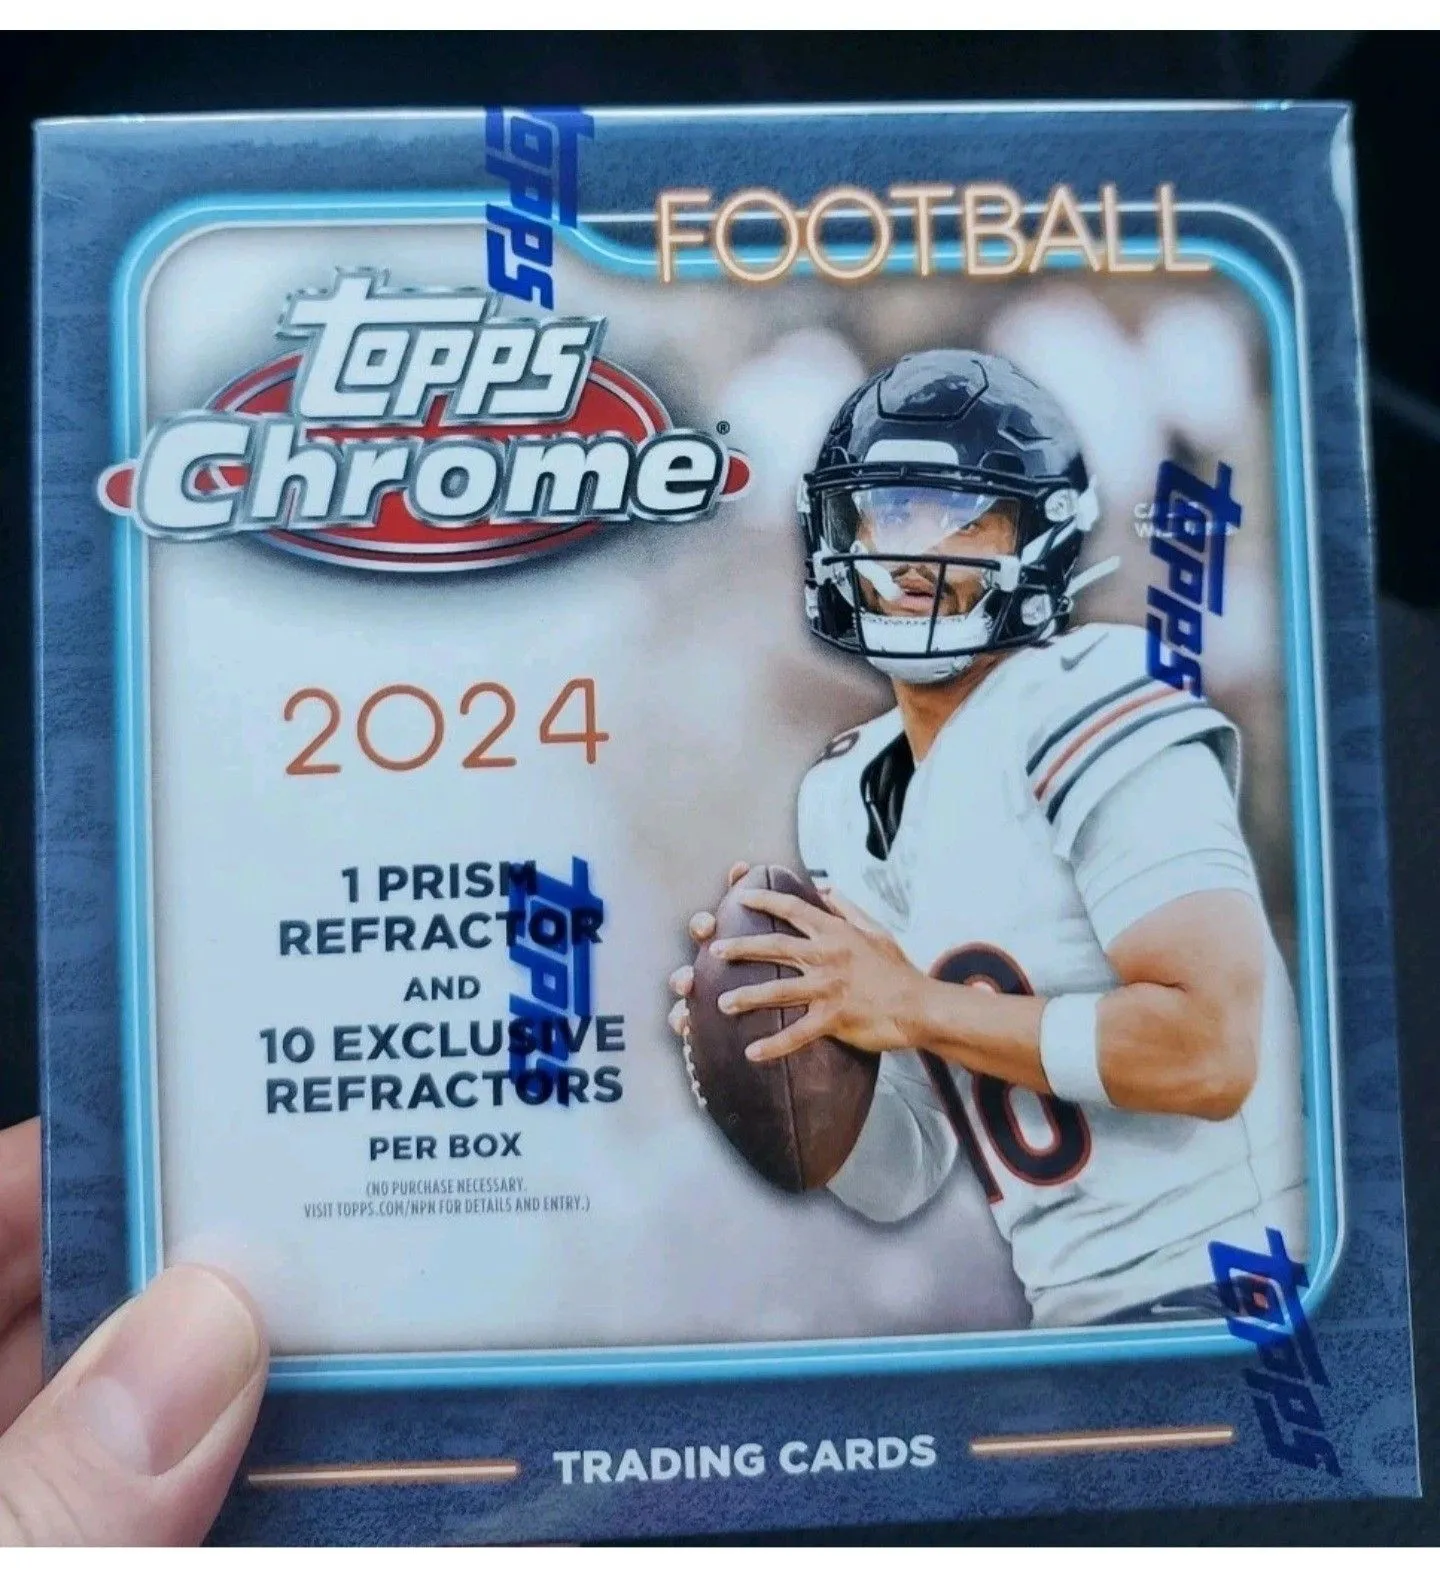 FOOTBALL
topps
Chrome®
2024
1 PRISM
REFRACTOR
AND
10 EXCLUSIVE
REFRACTORS
PER BOX
(NO PURCHASE NECESSARY.
VISIT TOPPS.COM/NPN FOR DETAILS AND ENTRY.)
18
TRADING CARDS
topps
topps
topps
topps